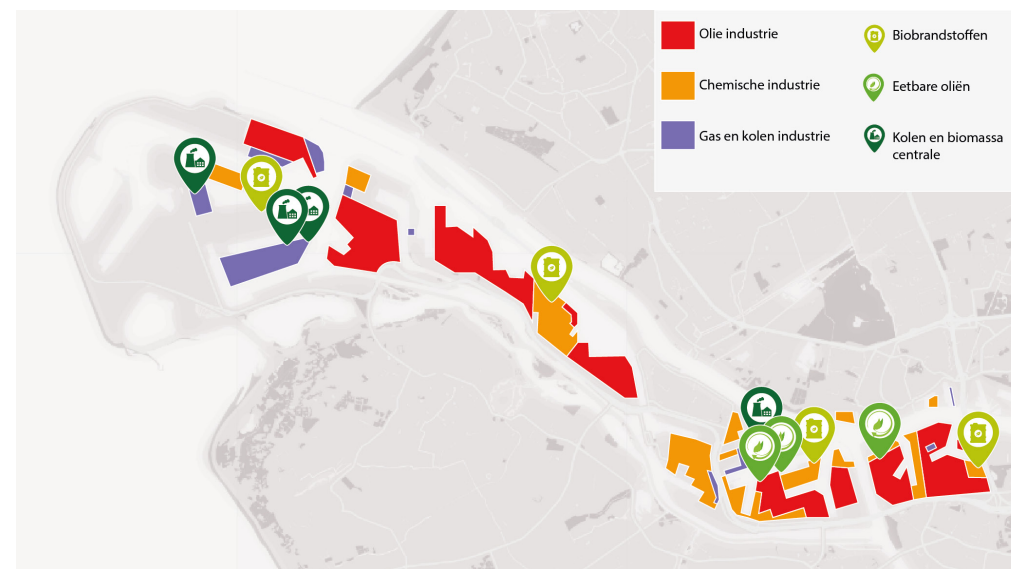 Olie industrie
Chemische industrie
Gas en kolen industrie
Biobrandstoffen
Eetbare oliën
Kolen en biomassa
centrale